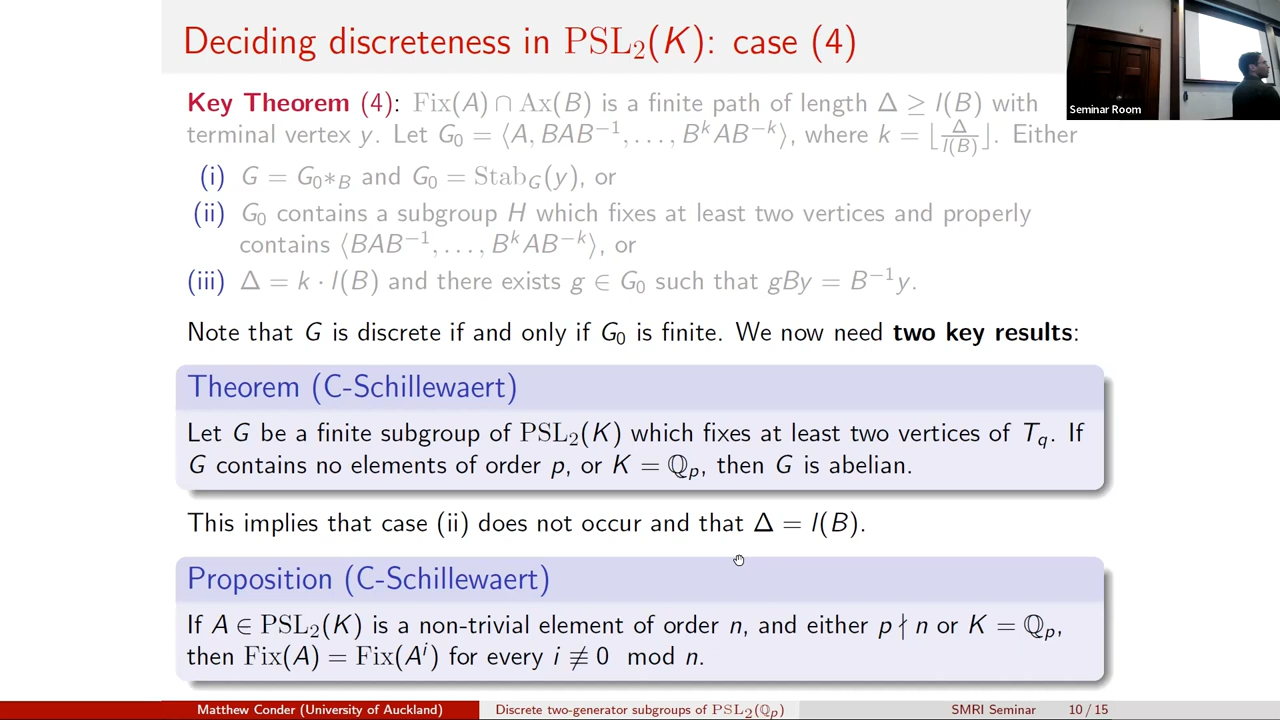 Deciding discreteness in PSL₂(K): case (4)
Seminar Room
Key Theorem (4): Fix(A) ∩ Ax(B) is a finite path of length Δ ≥ l(B) with
terminal vertex y. Let G₀ = ⟨A, BAB⁻¹, . . . , BᵏAB⁻ᵏ⟩, where k = ⌊Δ/l(B)⌋. Either
(i) G = G₀*_B and G₀ = Stab_G(y), or
(ii) G₀ contains a subgroup H which fixes at least two vertices and properly
contains ⟨BAB⁻¹, . . . , BᵏAB⁻ᵏ⟩, or
(iii) Δ = k · l(B) and there exists g ∈ G₀ such that gBy = B⁻¹y.
Note that G is discrete if and only if G₀ is finite. We now need two key results:
Theorem (C-Schillewaert)
Let G be a finite subgroup of PSL₂(K) which fixes at least two vertices of T_q. If
G contains no elements of order p, or K = ℚₚ, then G is abelian.
This implies that case (ii) does not occur and that Δ = l(B).
Proposition (C-Schillewaert)
If A ∈ PSL₂(K) is a non-trivial element of order n, and either p ∤ n or K = ℚₚ,
then Fix(A) = Fix(Aⁱ) for every i ≢ 0 mod n.
Matthew Conder (University of Auckland) Discrete two-generator subgroups of PSL₂(ℚₚ) SMRI Seminar 10 / 15